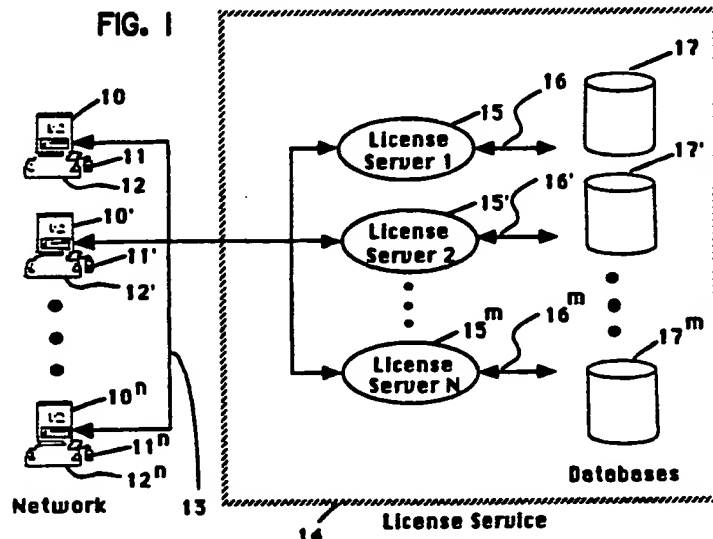 FIG. 1
10
11
12
10'
11'
12'
10ⁿ
11ⁿ
12ⁿ
Network
13
15
License
Server 1
16
17
15'
License
Server 2
16'
17'
15ᵐ
License
Server N
16ᵐ
17ᵐ
Databases
14
License Service